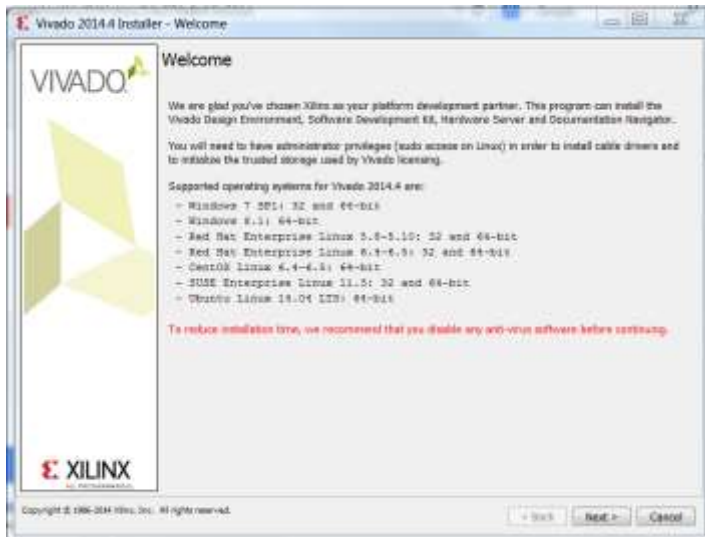 Vivado 2014.4 Installer - Welcome
VIVADO
Welcome
We are glad you've chosen Xilinx as your platform development partner. This program can install the
Vivado Design Environment, Software Development Kit, Hardware Server and Documentation Navigator.
You will need to have administrator privileges (sudo access on Linux) in order to install cable drivers and
to initialize the trusted storage used by Vivado licensing.
Supported operating systems for Vivado 2014.4 are:
- Windows 7 SP1: 32 and 64-bit
- Windows 8.1: 64-bit
- Red Hat Enterprise Linux 5.8-5.10: 32 and 64-bit
- Red Hat Enterprise Linux 6.4-6.5: 32 and 64-bit
- CentOS Linux 6.4-6.5: 64-bit
- SUSE Enterprise Linux 11.3: 32 and 64-bit
- Ubuntu Linux 14.04 LTS: 64-bit
To reduce installation time, we recommend that you disable any anti-virus software before continuing.
XILINX
ALL PROGRAMMABLE
Copyright © 1986-2014 Xilinx, Inc. All rights reserved.
< Back Next > Cancel